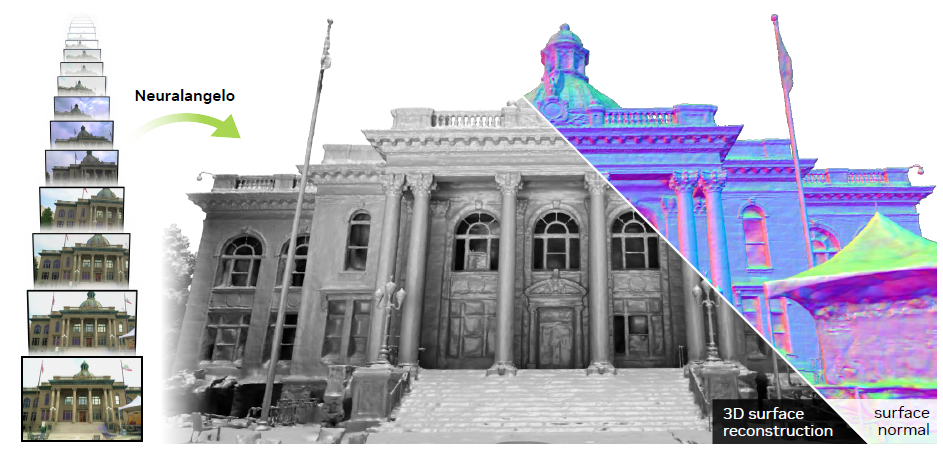 Neuralangelo
3D surface
reconstruction
surface
normal